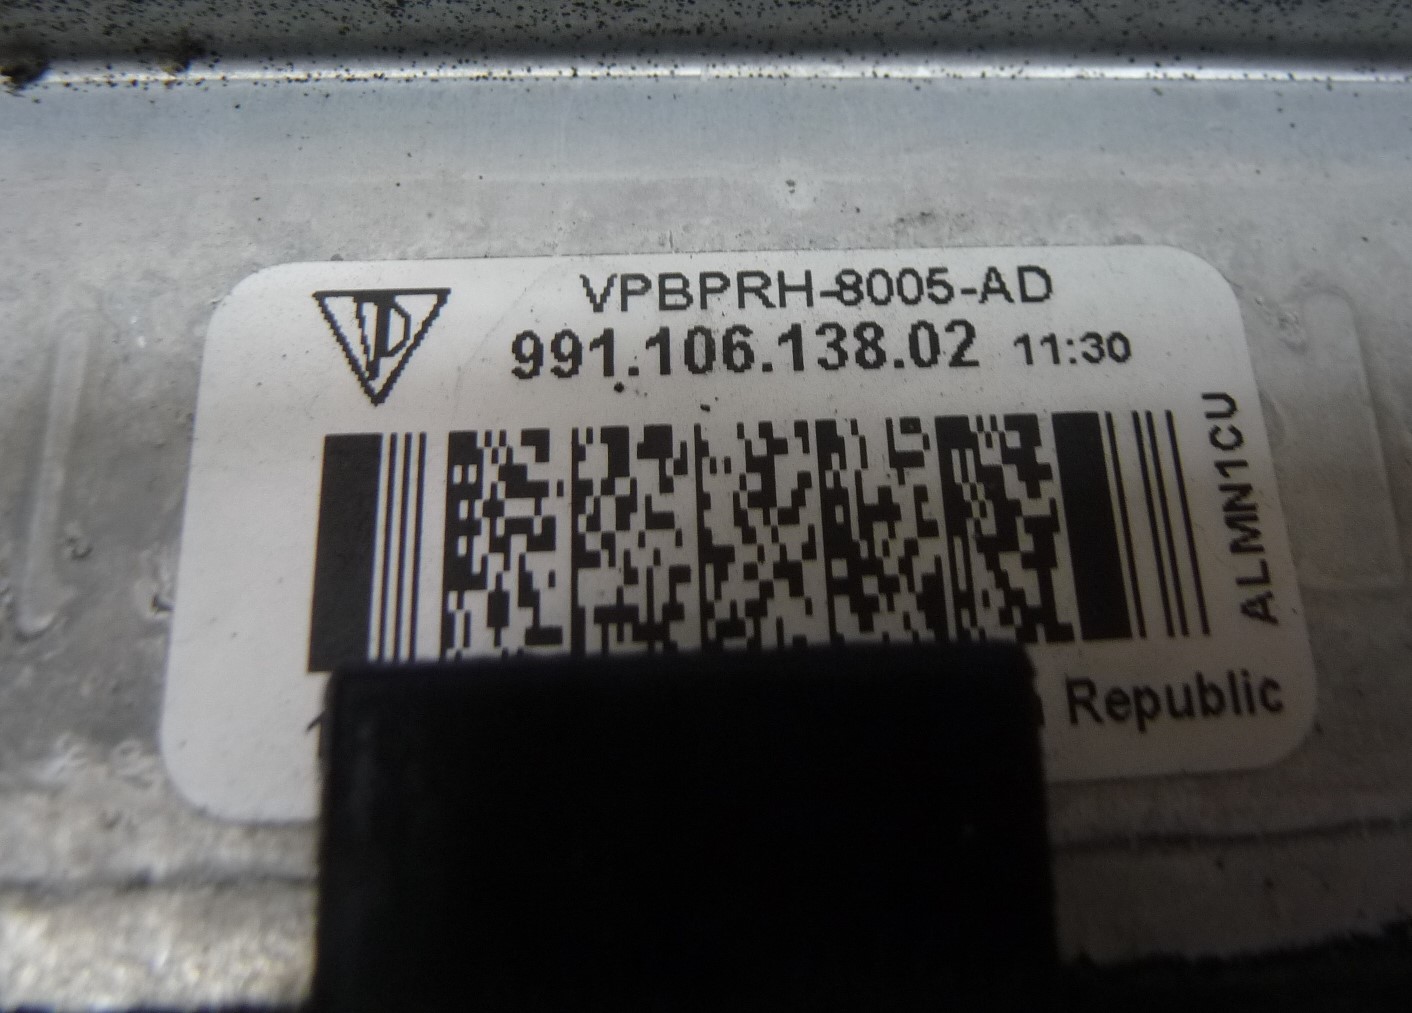 VPBPRH-8005-AD
991.106.138.02 11:30
ALMN1CU
Republic